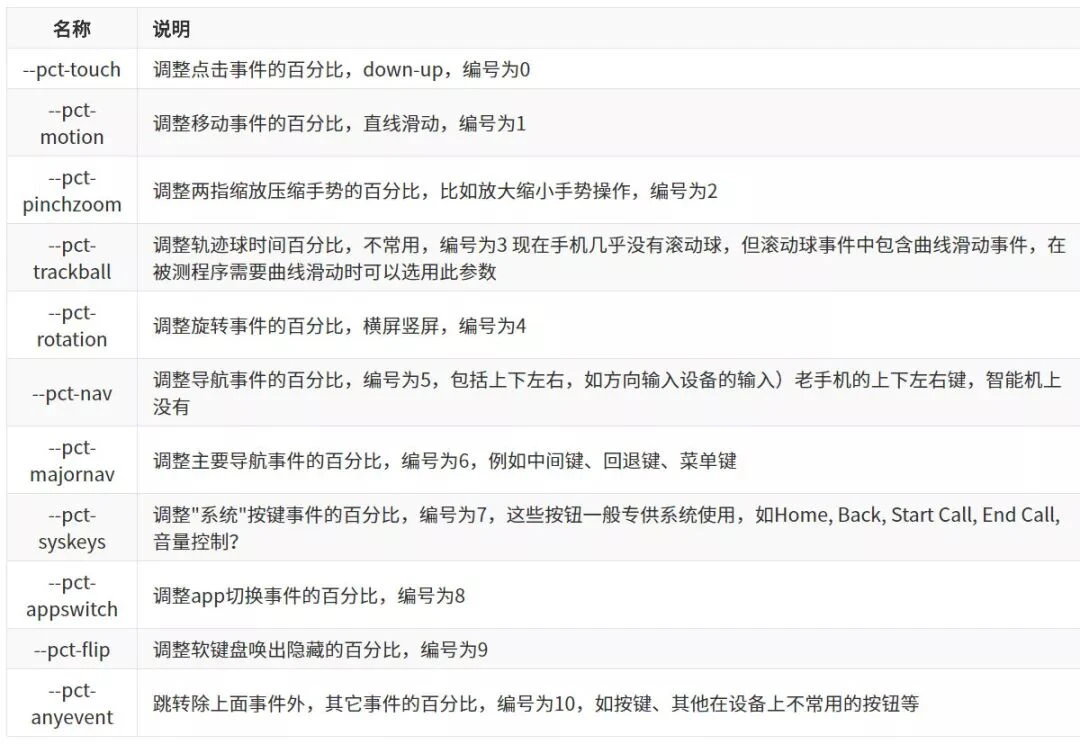 名称 说明
--pct-touch 调整点击事件的百分比，down-up，编号为0
--pct-
motion
调整移动事件的百分比，直线滑动，编号为1
--pct-
pinchzoom
调整两指缩放压缩手势的百分比，比如放大缩小手势操作，编号为2
--pct-
trackball
调整轨迹球时间百分比，不常用，编号为3 现在手机几乎没有滚动球，但滚动球事件中包含曲线滑动事件，在
被测程序需要曲线滑动时可以选用此参数
--pct-
rotation
调整旋转事件的百分比，横屏竖屏，编号为4
--pct-nav
调整导航事件的百分比，编号为5，包括上下左右，如方向输入设备的输入）老手机的上下左右键，智能机上
没有
--pct-
majornav
调整主要导航事件的百分比，编号为6，例如中间键、回退键、菜单键
--pct-
syskeys
调整"系统"按键事件的百分比，编号为7，这些按钮一般专供系统使用，如Home, Back, Start Call, End Call,
音量控制？
--pct-
appswitch
调整app切换事件的百分比，编号为8
--pct-flip 调整软键盘唤出隐藏的百分比，编号为9
--pct-
anyevent
跳转除上面事件外，其它事件的百分比，编号为10，如按键、其他在设备上不常用的按钮等